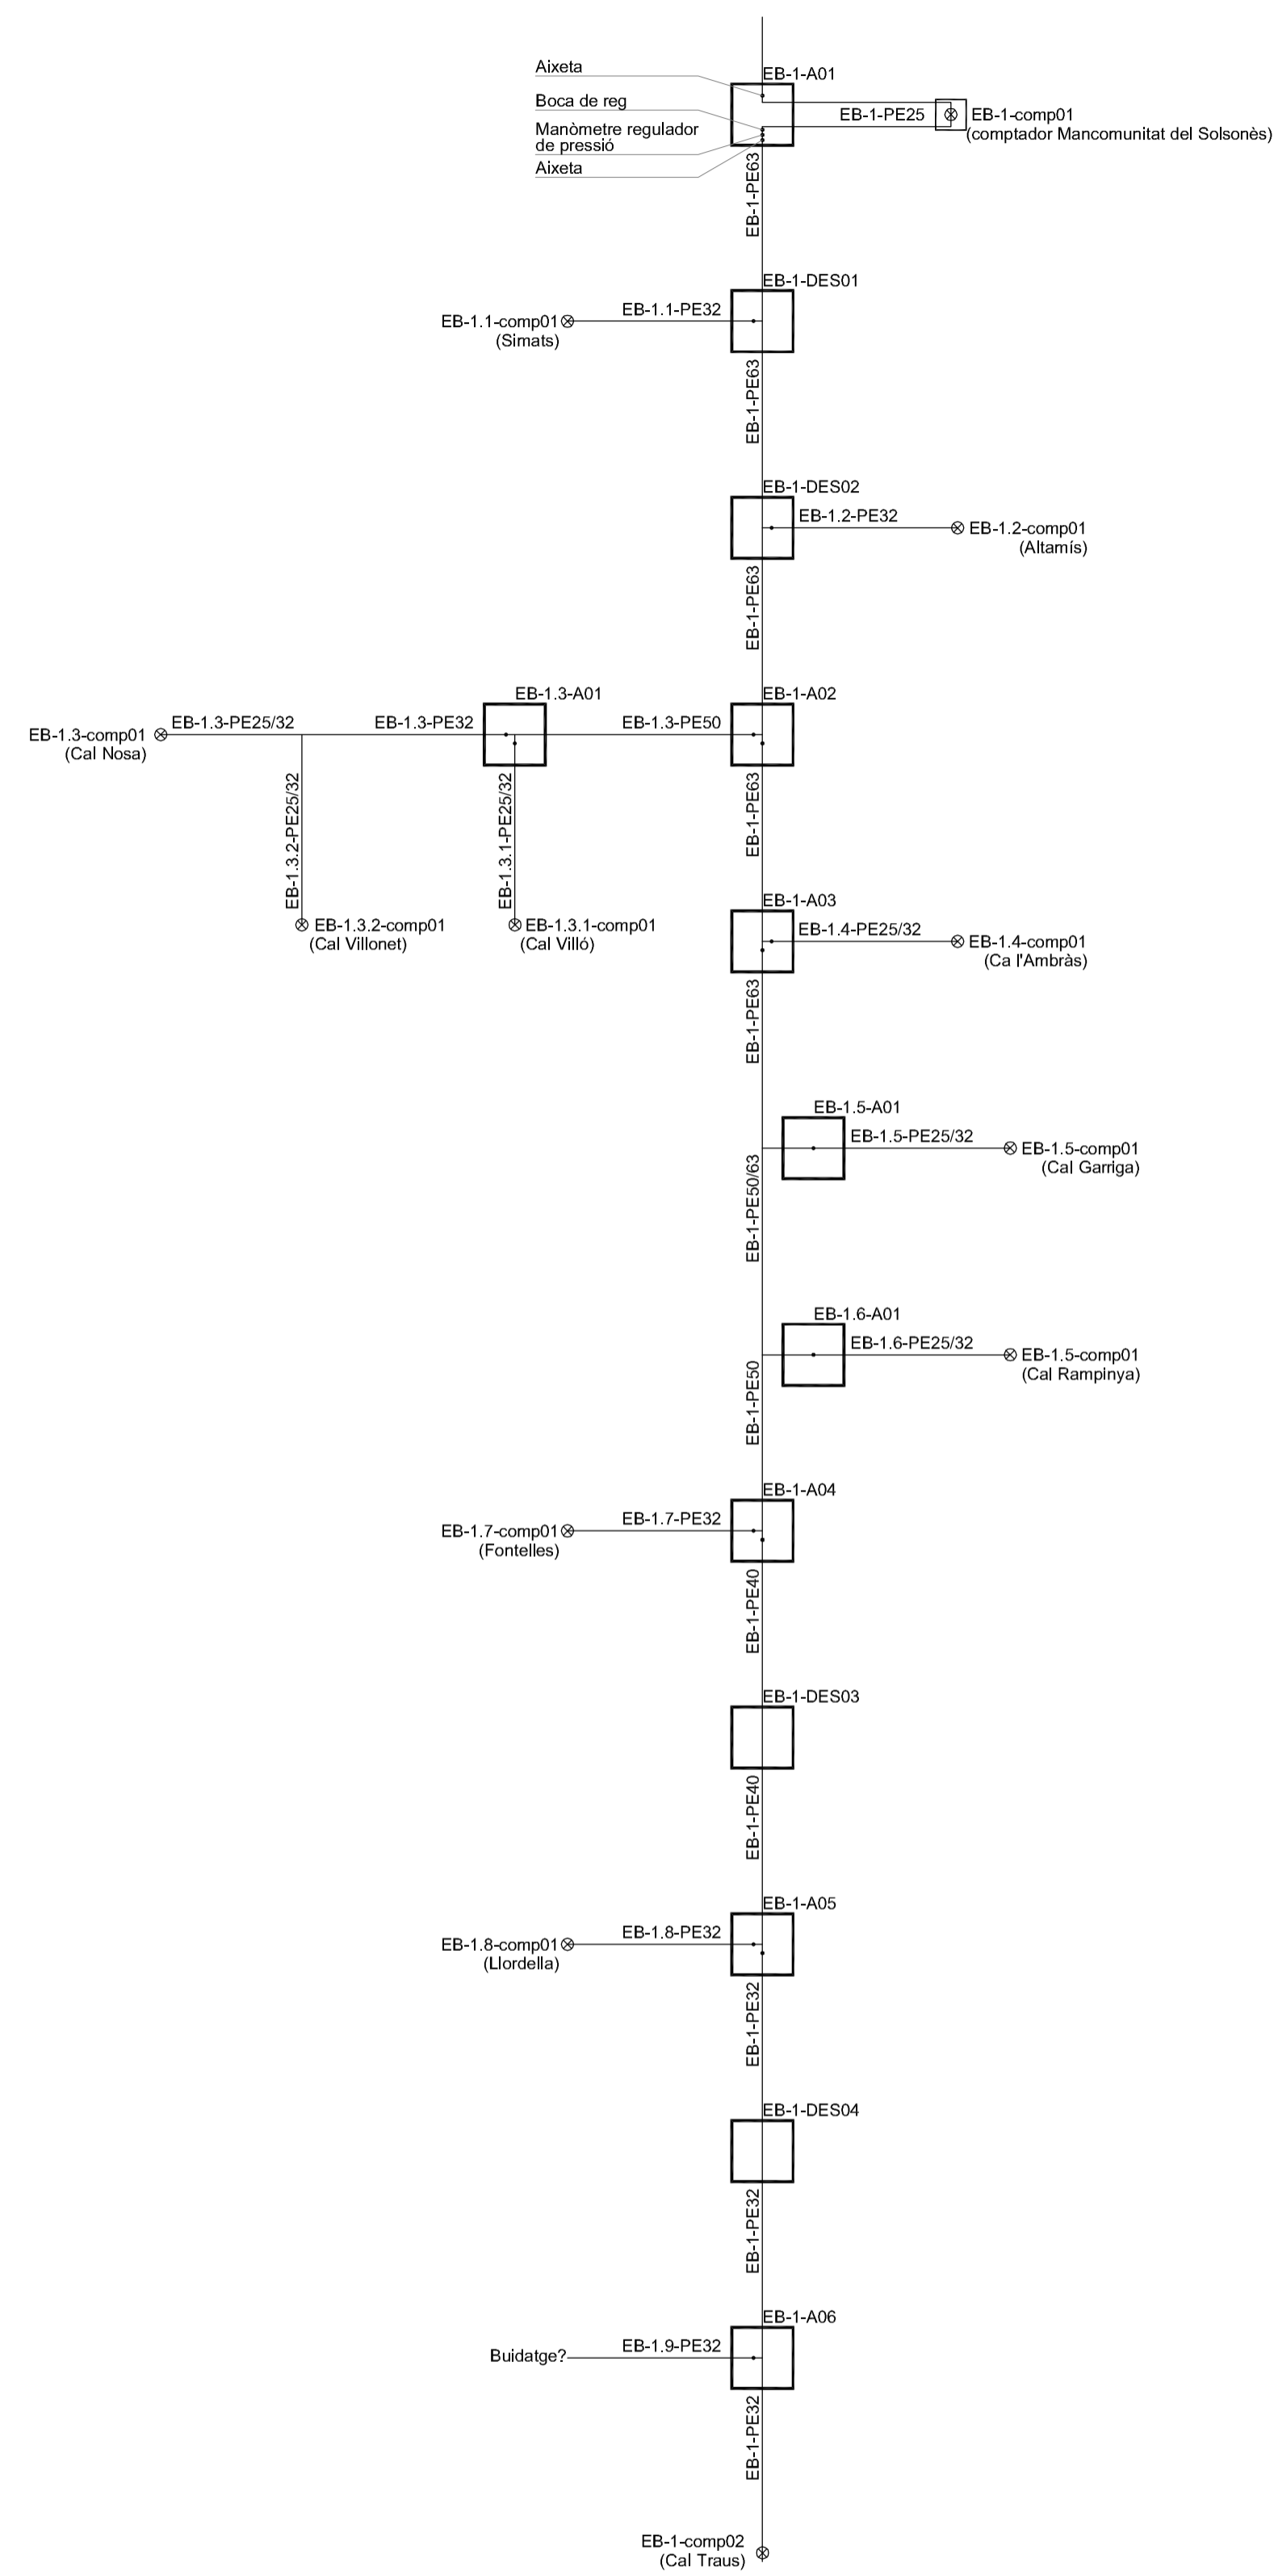 Aixeta
EB-1-A01
Boca de reg
EB-1-PE25
EB-1-comp01
(comptador Mancomunitat del Solsonès)
Manòmetre regulador
de pressió
Aixeta
EB-1-PE63
EB-1-DES01
EB-1.1-PE32
EB-1.1-comp01
(Simats)
EB-1-PE63
EB-1-DES02
EB-1.2-PE32
EB-1.2-comp01
(Altamís)
EB-1-PE63
EB-1-A02
EB-1.3-A01
EB-1.3-PE25/32
EB-1.3-PE32
EB-1.3-PE50
EB-1.3-comp01
(Cal Nosa)
EB-1.3.2-PE25/32
EB-1.3.1-PE25/32
EB-1-PE63
EB-1.3.2-comp01
(Cal Villonet)
EB-1.3.1-comp01
(Cal Villó)
EB-1-A03
EB-1.4-PE25/32
EB-1.4-comp01
(Ca l'Ambràs)
EB-1-PE63
EB-1.5-A01
EB-1.5-PE25/32
EB-1.5-comp01
(Cal Garriga)
EB-1-PE50/63
EB-1.6-A01
EB-1.6-PE25/32
EB-1.5-comp01
(Cal Rampinya)
EB-1-PE50
EB-1-A04
EB-1.7-PE32
EB-1.7-comp01
(Fontelles)
EB-1-PE40
EB-1-DES03
EB-1-PE40
EB-1-A05
EB-1.8-PE32
EB-1.8-comp01
(Llordella)
EB-1-PE32
EB-1-DES04
EB-1-PE32
EB-1-A06
EB-1.9-PE32
Buidatge?
EB-1-PE32
EB-1-comp02
(Cal Traus)